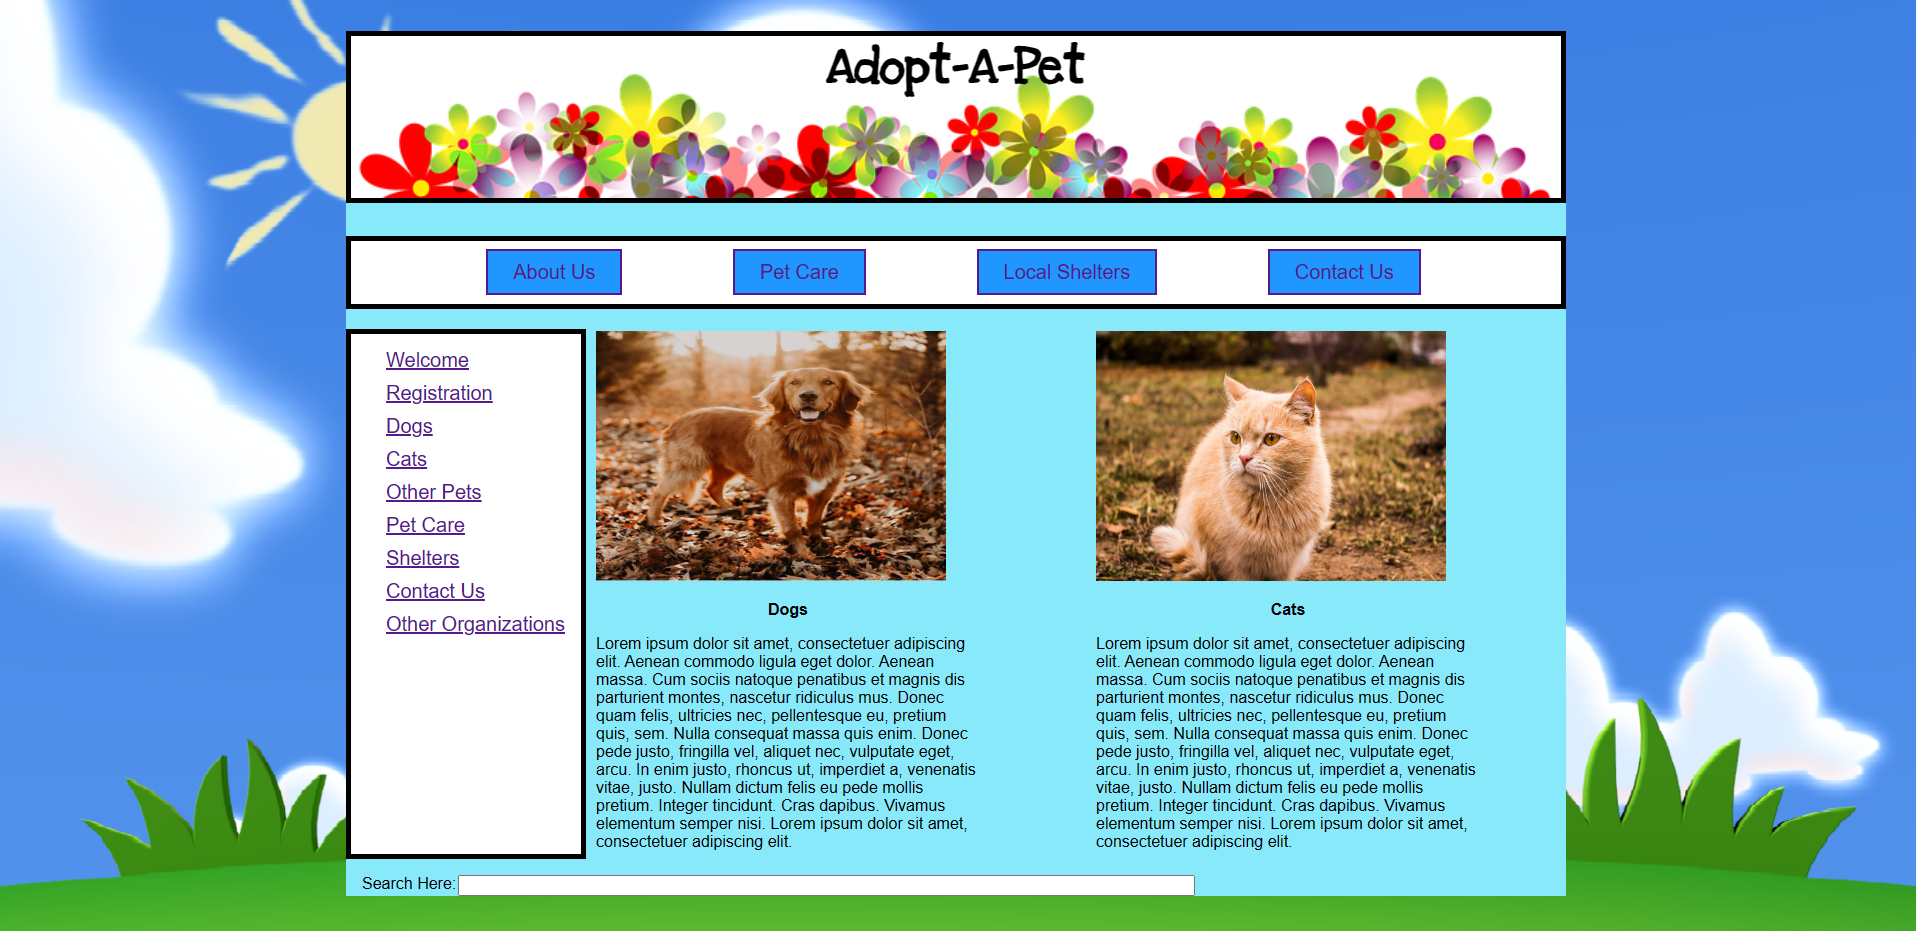 Adopt-A-Pet
About Us
Pet Care
Local Shelters
Contact Us
Welcome
Registration
Dogs
Cats
Other Pets
Pet Care
Shelters
Contact Us
Other Organizations
Dogs
Lorem ipsum dolor sit amet, consectetuer adipiscing
elit. Aenean commodo ligula eget dolor. Aenean
massa. Cum sociis natoque penatibus et magnis dis
parturient montes, nascetur ridiculus mus. Donec
quam felis, ultricies nec, pellentesque eu, pretium
quis, sem. Nulla consequat massa quis enim. Donec
pede justo, fringilla vel, aliquet nec, vulputate eget,
arcu. In enim justo, rhoncus ut, imperdiet a, venenatis
vitae, justo. Nullam dictum felis eu pede mollis
pretium. Integer tincidunt. Cras dapibus. Vivamus
elementum semper nisi. Lorem ipsum dolor sit amet,
consectetuer adipiscing elit.
Cats
Lorem ipsum dolor sit amet, consectetuer adipiscing
elit. Aenean commodo ligula eget dolor. Aenean
massa. Cum sociis natoque penatibus et magnis dis
parturient montes, nascetur ridiculus mus. Donec
quam felis, ultricies nec, pellentesque eu, pretium
quis, sem. Nulla consequat massa quis enim. Donec
pede justo, fringilla vel, aliquet nec, vulputate eget,
arcu. In enim justo, rhoncus ut, imperdiet a, venenatis
vitae, justo. Nullam dictum felis eu pede mollis
pretium. Integer tincidunt. Cras dapibus. Vivamus
elementum semper nisi. Lorem ipsum dolor sit amet,
consectetuer adipiscing elit.
Search Here: